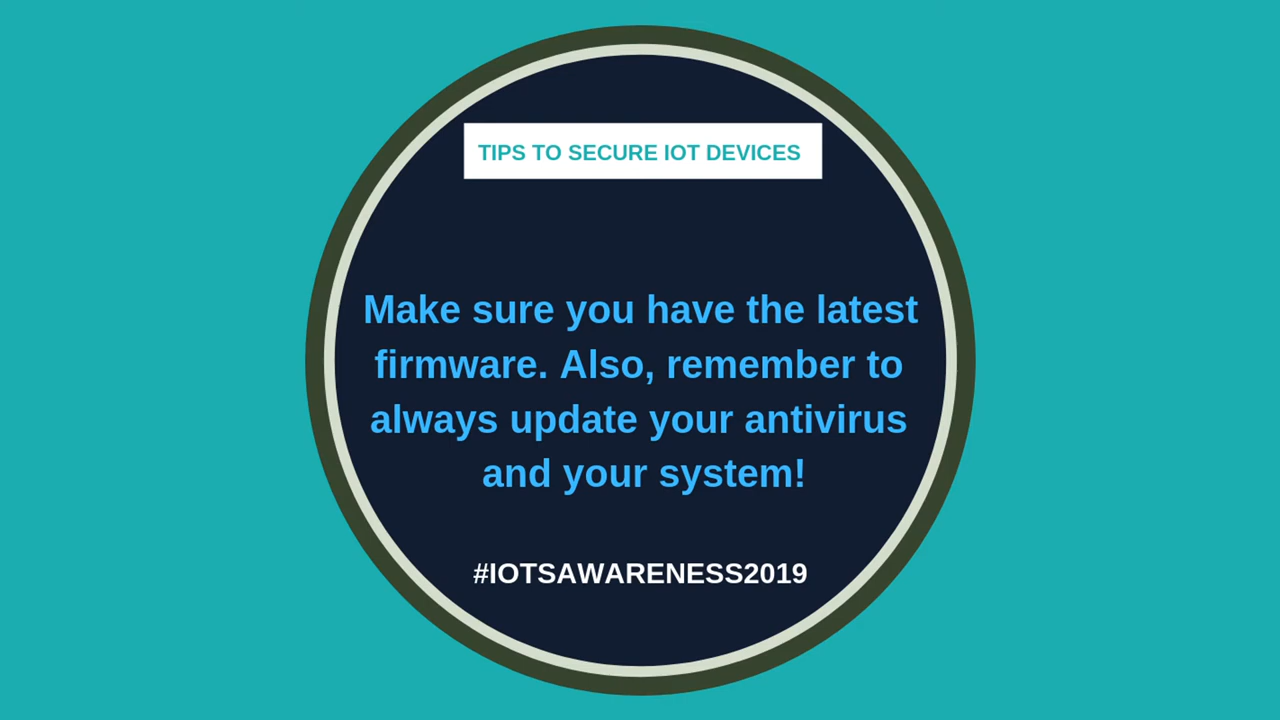 TIPS TO SECURE IOT DEVICES
Make sure you have the latest
firmware. Also, remember to
always update your antivirus
and your system!
#IOTSAWARENESS2019